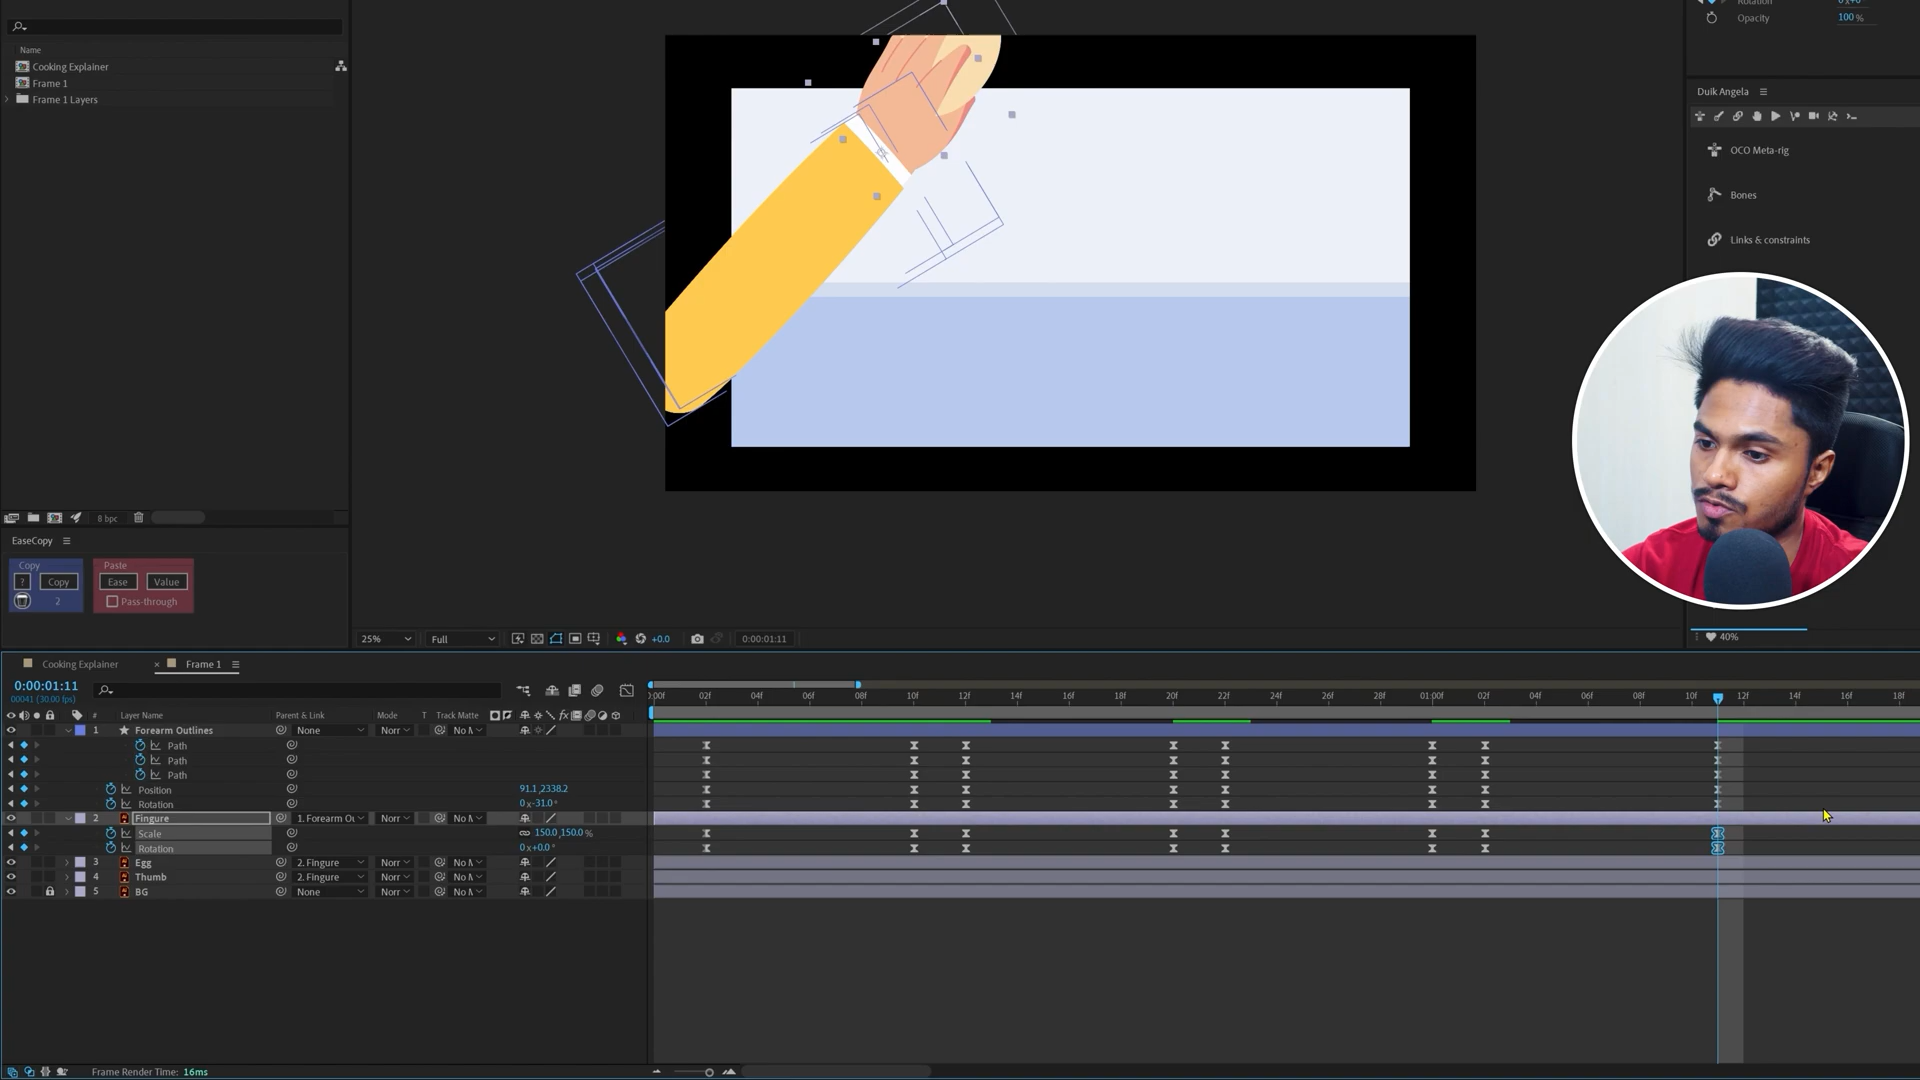 Rotation 0x+0.0°
Opacity 100 %
Name
Cooking Explainer
Frame 1
Frame 1 Layers
Duik Angela
OCO Meta-rig
Bones
Links & constraints
40%
8 bpc
EaseCopy
Copy
? Copy
2
Paste
Ease Value
Pass-through
25% Full +0.0 0:00:01:11
Cooking Explainer × Frame 1
0:00:01:11
00041 (30.00 fps)
:00f 02f 04f 06f 08f 10f 12f 14f 16f 18f 20f 22f 24f 26f 28f 01:00f 02f 04f 06f 08f 10f 12f 14f 16f 18f
# Layer Name Parent & Link Mode T Track Matte fx
1 Forearm Outlines None Norr No M
Path
Path
Path
Position 91.1,2338.2
Rotation 0x-31.0°
2 Fingure 1. Forearm Ou Norr No M
Scale 150.0,150.0 %
Rotation 0x+0.0°
3 Egg 2. Fingure Norr No M
4 Thumb 2. Fingure Norr No M
5 BG None Norr No M
Frame Render Time: 16ms